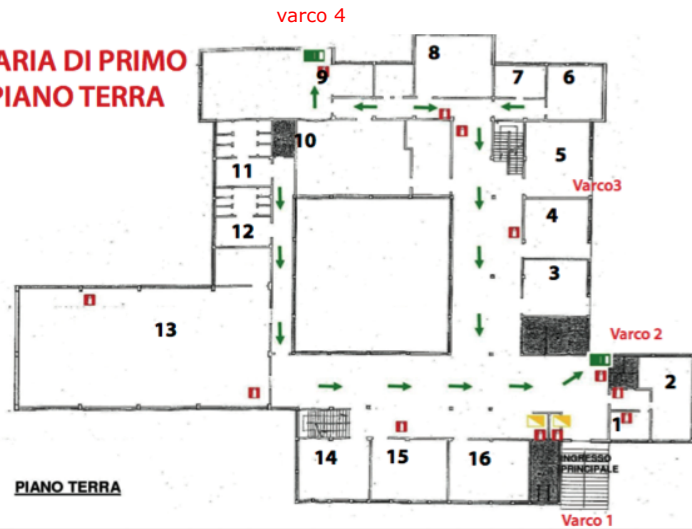 varco 4
ARIA DI PRIMO
PIANO TERRA
8
9
7
6
10
5
11
Varco3
4
12
3
13
Varco 2
2
1
14
15
16
INGRESSO
PRINCIPALE
PIANO TERRA
Varco 1